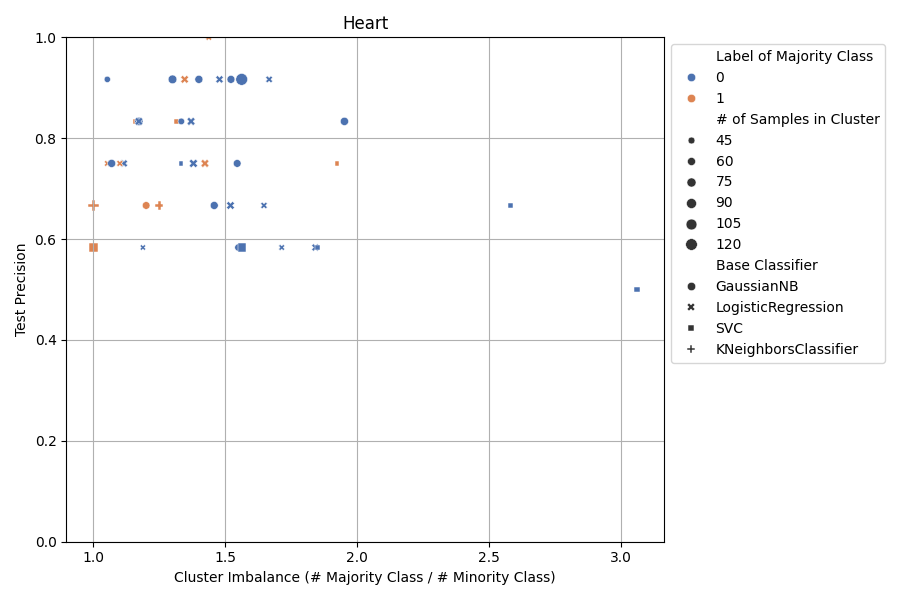 Heart
1.0
0.8
0.6
0.4
0.2
0.0
Test Precision
1.0
1.5
2.0
2.5
3.0
Cluster Imbalance (# Majority Class / # Minority Class)
Label of Majority Class
0
1
# of Samples in Cluster
45
60
75
90
105
120
Base Classifier
GaussianNB
LogisticRegression
SVC
KNeighborsClassifier